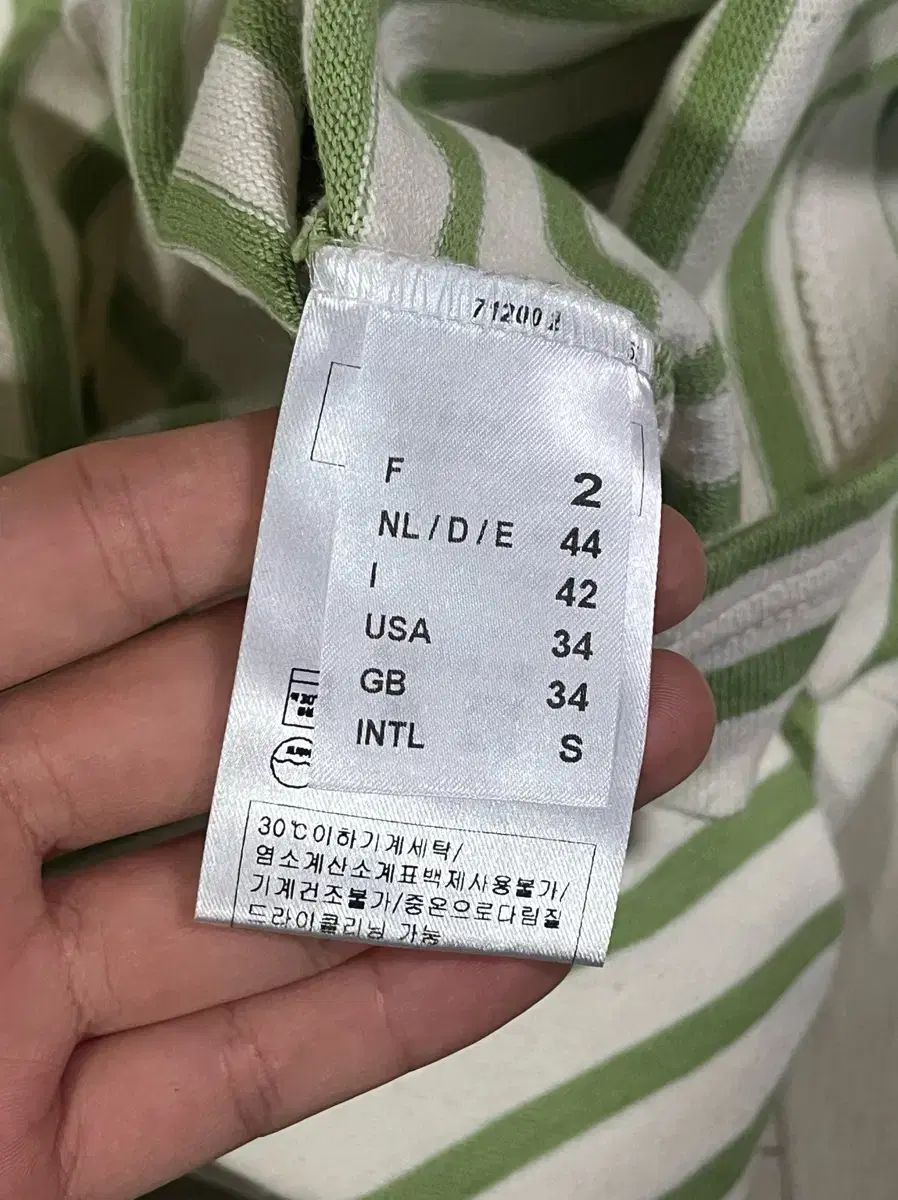 F 2
NL/D/E 44
I 42
USA 34
GB 34
INTL S
30℃이하기계세탁/
염소계산소계표백제사용불가/
기계건조불가/중온으로다림질
드라이클리닝 가능